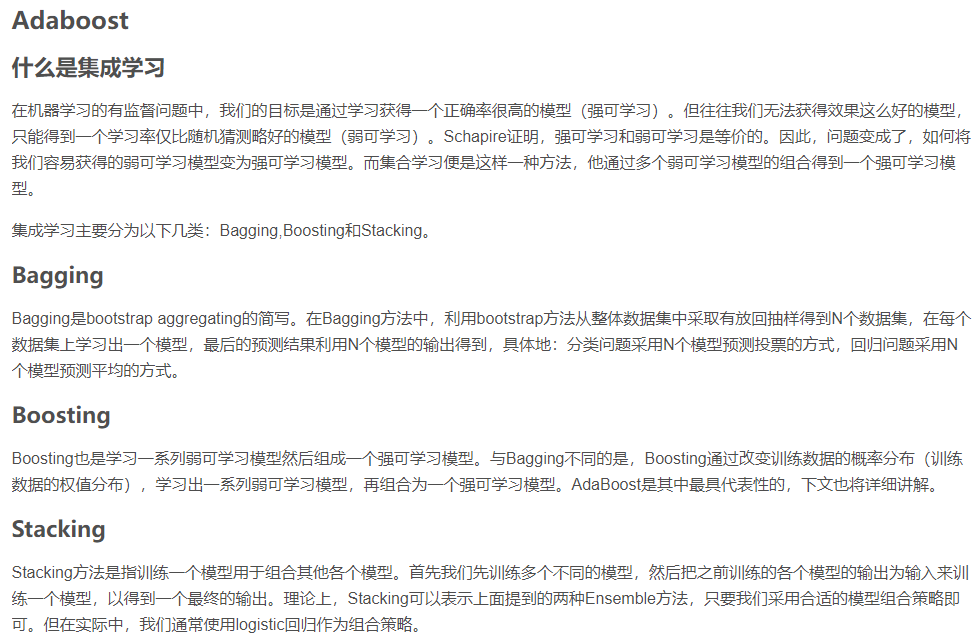 Adaboost
什么是集成学习
在机器学习的有监督问题中，我们的目标是通过学习获得一个正确率很高的模型（强可学习）。但往往我们无法获得效果这么好的模型，
只能得到一个学习率仅比随机猜测略好的模型（弱可学习）。Schapire证明，强可学习和弱可学习是等价的。因此，问题变成了，如何将
我们容易获得的弱可学习模型变为强可学习模型。而集合学习便是这样一种方法，他通过多个弱可学习模型的组合得到一个强可学习模
型。
集成学习主要分为以下几类：Bagging,Boosting和Stacking。
Bagging
Bagging是bootstrap aggregating的简写。在Bagging方法中，利用bootstrap方法从整体数据集中采取有放回抽样得到N个数据集，在每个
数据集上学习出一个模型，最后的预测结果利用N个模型的输出得到，具体地：分类问题采用N个模型预测投票的方式，回归问题采用N
个模型预测平均的方式。
Boosting
Boosting也是学习一系列弱可学习模型然后组成一个强可学习模型。与Bagging不同的是，Boosting通过改变训练数据的概率分布（训练
数据的权值分布），学习出一系列弱可学习模型，再组合为一个强可学习模型。AdaBoost是其中最具代表性的，下文也将详细讲解。
Stacking
Stacking方法是指训练一个模型用于组合其他各个模型。首先我们先训练多个不同的模型，然后把之前训练的各个模型的输出为输入来训
练一个模型，以得到一个最终的输出。理论上，Stacking可以表示上面提到的两种Ensemble方法，只要我们采用合适的模型组合策略即
可。但在实际中，我们通常使用logistic回归作为组合策略。